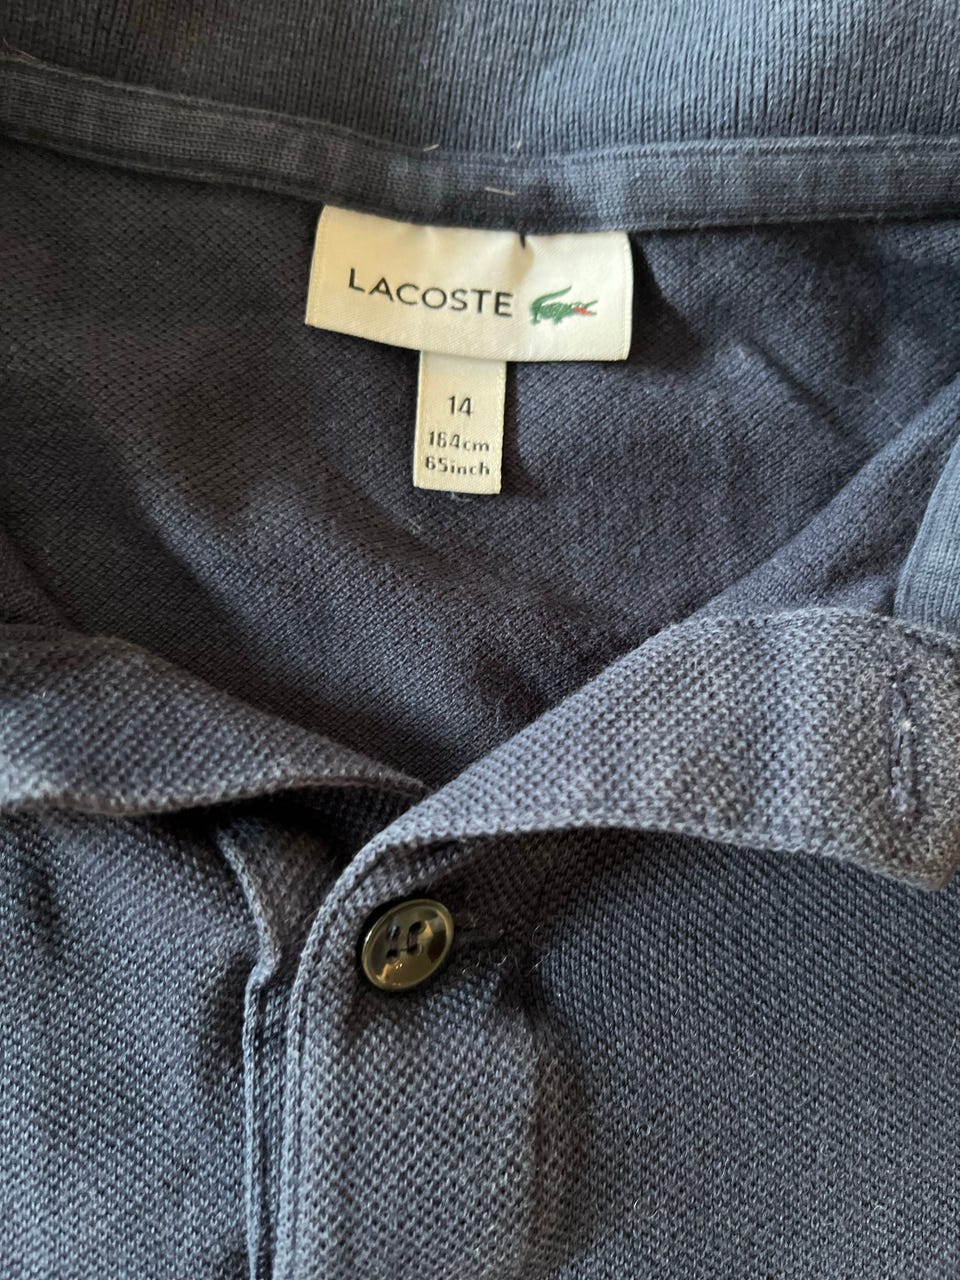 LACOSTE
14
164cm
65inch